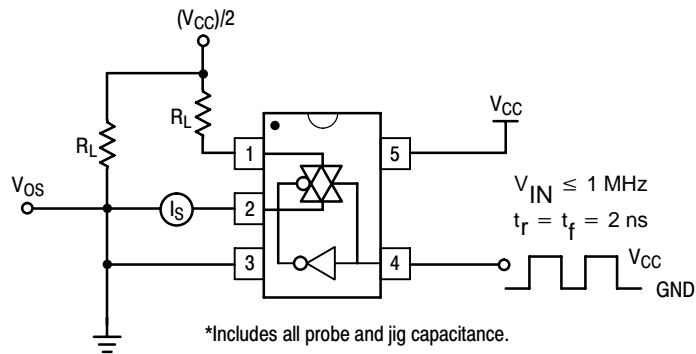 (VCC)/2
RL
RL
VCC
1
5
VOS
IS
2
VIN ≤ 1 MHz
tr = tf = 2 ns
3
4
VCC
GND
*Includes all probe and jig capacitance.